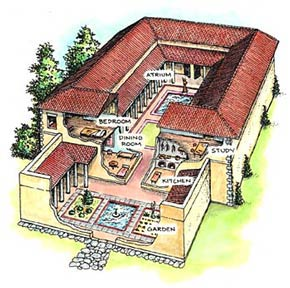 ATRIUM
BEDROOM
DINING
ROOM
STUDY
KITCHEN
GARDEN